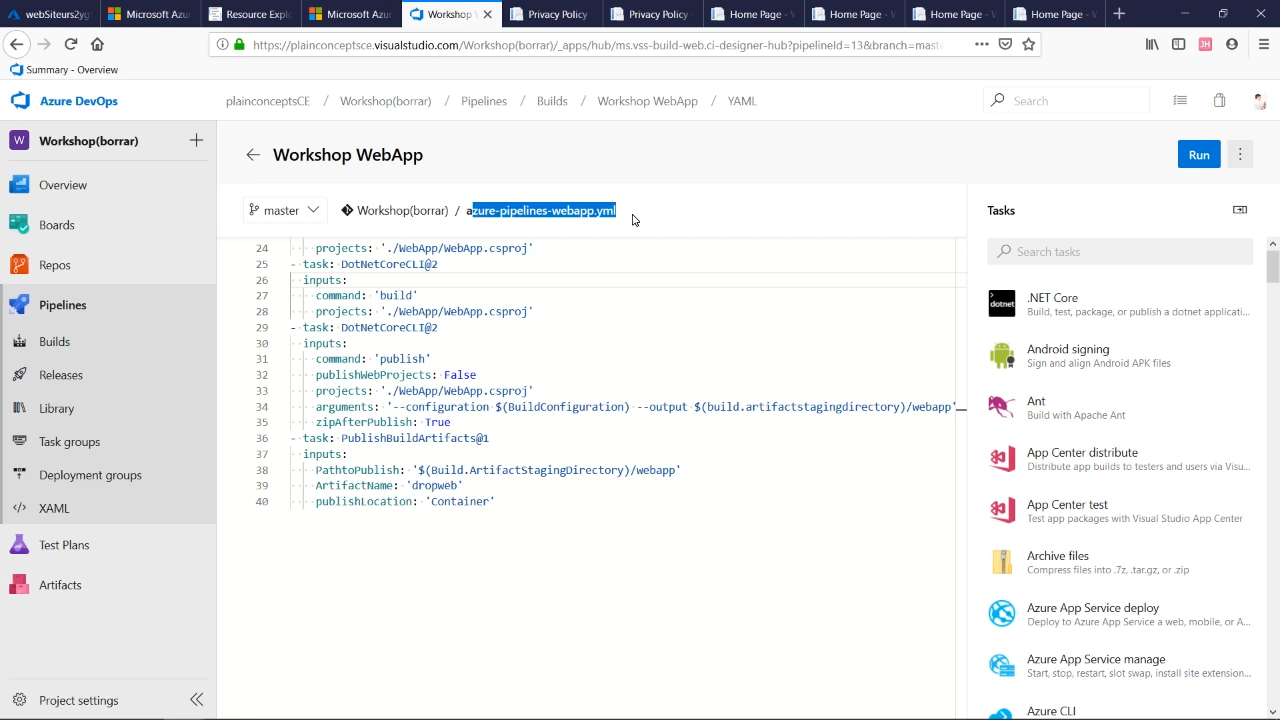 webSiteurs2yg
Microsoft Azu
Resource Expl
Microsoft Azu
Workshop
Privacy Policy
Privacy Policy
Home Page -
Home Page -
Home Page -
Home Page -
https://plainconceptsce.visualstudio.com/Workshop(borrar)/_apps/hub/ms.vss-build-web.ci-designer-hub?pipelineId=13&branch=maste
JH
Summary - Overview
Azure DevOps
plainconceptsCE / Workshop(borrar) / Pipelines / Builds / Workshop WebApp / YAML
Search
W Workshop(borrar)
Overview
Boards
Repos
Pipelines
Builds
Releases
Library
Task groups
Deployment groups
XAML
Test Plans
Artifacts
Project settings
Workshop WebApp
Run
master
Workshop(borrar) / azure-pipelines-webapp.yml
24 projects: './WebApp/WebApp.csproj'
25 - task: DotNetCoreCLI@2
26 inputs:
27 command: 'build'
28 projects: './WebApp/WebApp.csproj'
29 - task: DotNetCoreCLI@2
30 inputs:
31 command: 'publish'
32 publishWebProjects: False
33 projects: './WebApp/WebApp.csproj'
34 arguments: '--configuration $(BuildConfiguration) --output $(build.artifactstagingdirectory)/webapp'
35 zipAfterPublish: True
36 - task: PublishBuildArtifacts@1
37 inputs:
38 PathtoPublish: '$(Build.ArtifactStagingDirectory)/webapp'
39 ArtifactName: 'dropweb'
40 publishLocation: 'Container'
Tasks
Search tasks
dotnet
.NET Core
Build, test, package, or publish a dotnet applicati...
Android signing
Sign and align Android APK files
Ant
Build with Apache Ant
App Center distribute
Distribute app builds to testers and users via Visu...
App Center test
Test app packages with Visual Studio App Center
Archive files
Compress files into .7z, .tar.gz, or .zip
Azure App Service deploy
Deploy to Azure App Service a web, mobile, or A...
Azure App Service manage
Start, stop, restart, slot swap, install site extension...
Azure CLI